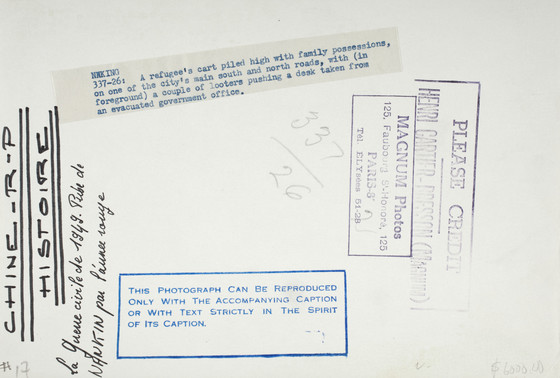 NNKING
337-26: A refugee's cart piled high with family possessions,
on one of the city's main south and north roads, with (in
foreground) a couple of looters pushing a desk taken from
an evacuated government office.
337/26
PLEASE CREDIT
HENRI CARTIER-BRESSON (MAGNUM)
MAGNUM Photos
125, Faubourg St-Honoré, 125
PARIS-8
Tél. ELYsées 51-28
CHINE - R - P
HISTOIRE
la Guerre civile de 1949. Prise de
NANKIN par l'armée rouge
THIS PHOTOGRAPH CAN BE REPRODUCED
ONLY WITH THE ACCOMPANYING CAPTION
OR WITH TEXT STRICTLY IN THE SPIRIT
OF ITS CAPTION.
#17